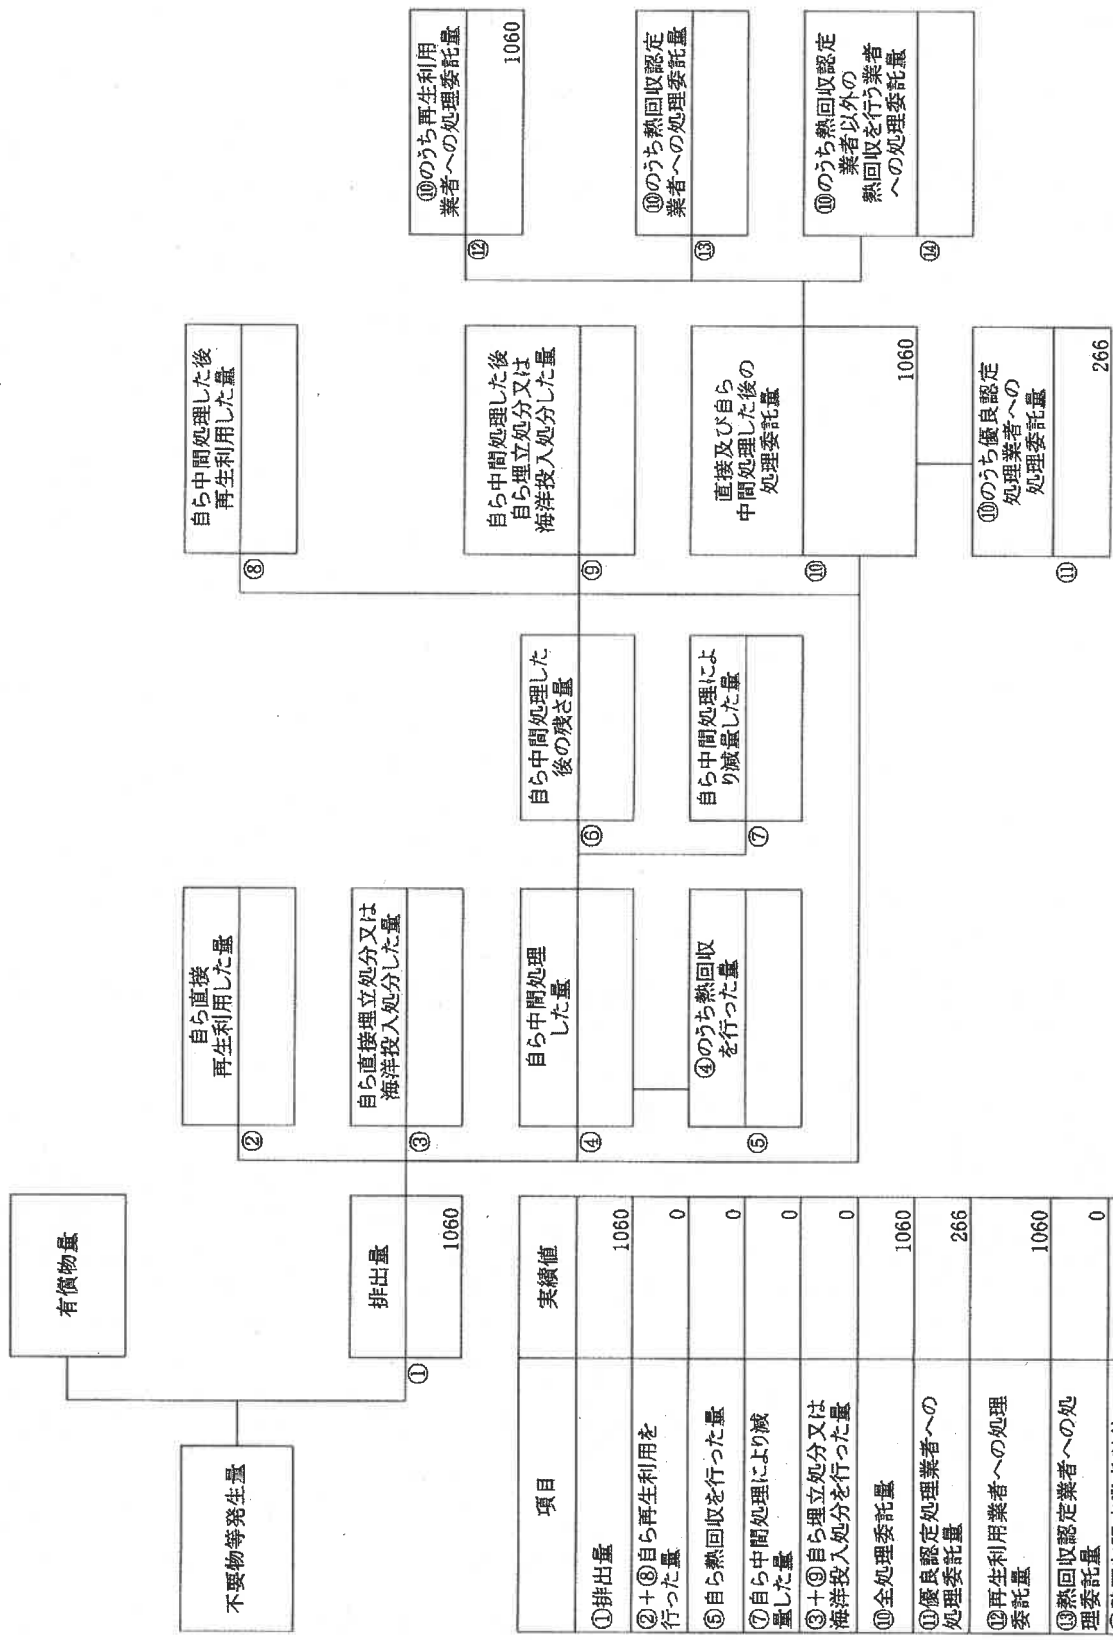 不要物等発生量
有償物量
排出量
①
1060
自ら直接
再生利用した量
②
自ら直接埋立処分又は
海洋投入処分した量
③
自ら中間処理
した量
④
④のうち熱回収
を行った量
⑤
自ら中間処理した
後の残さ量
⑥
自ら中間処理によ
り減量した量
⑦
自ら中間処理した後
再生利用した量
⑧
自ら中間処理した後
自ら埋立処分又は
海洋投入処分した量
⑨
直接及び自ら
中間処理した後の
処理委託量
⑩
1060
⑩のうち優良認定
処理業者への
処理委託量
⑪
266
⑩のうち再生利用
業者への処理委託量
⑫
1060
⑩のうち熱回収認定
業者への処理委託量
⑬
⑩のうち熱回収認定
業者以外の
熱回収を行う業者
への処理委託量
⑭
項目 実績値
①排出量 1060
②+⑧自ら再生利用を
行った量 0
⑤自ら熱回収を行った量 0
⑦自ら中間処理により減
量した量 0
③+⑨自ら埋立処分又は
海洋投入処分を行った量 0
⑩全処理委託量 1060
⑪優良認定処理業者への
処理委託量 266
⑫再生利用業者への処理
委託量 1060
⑬熱回収認定業者への処
理委託量 0